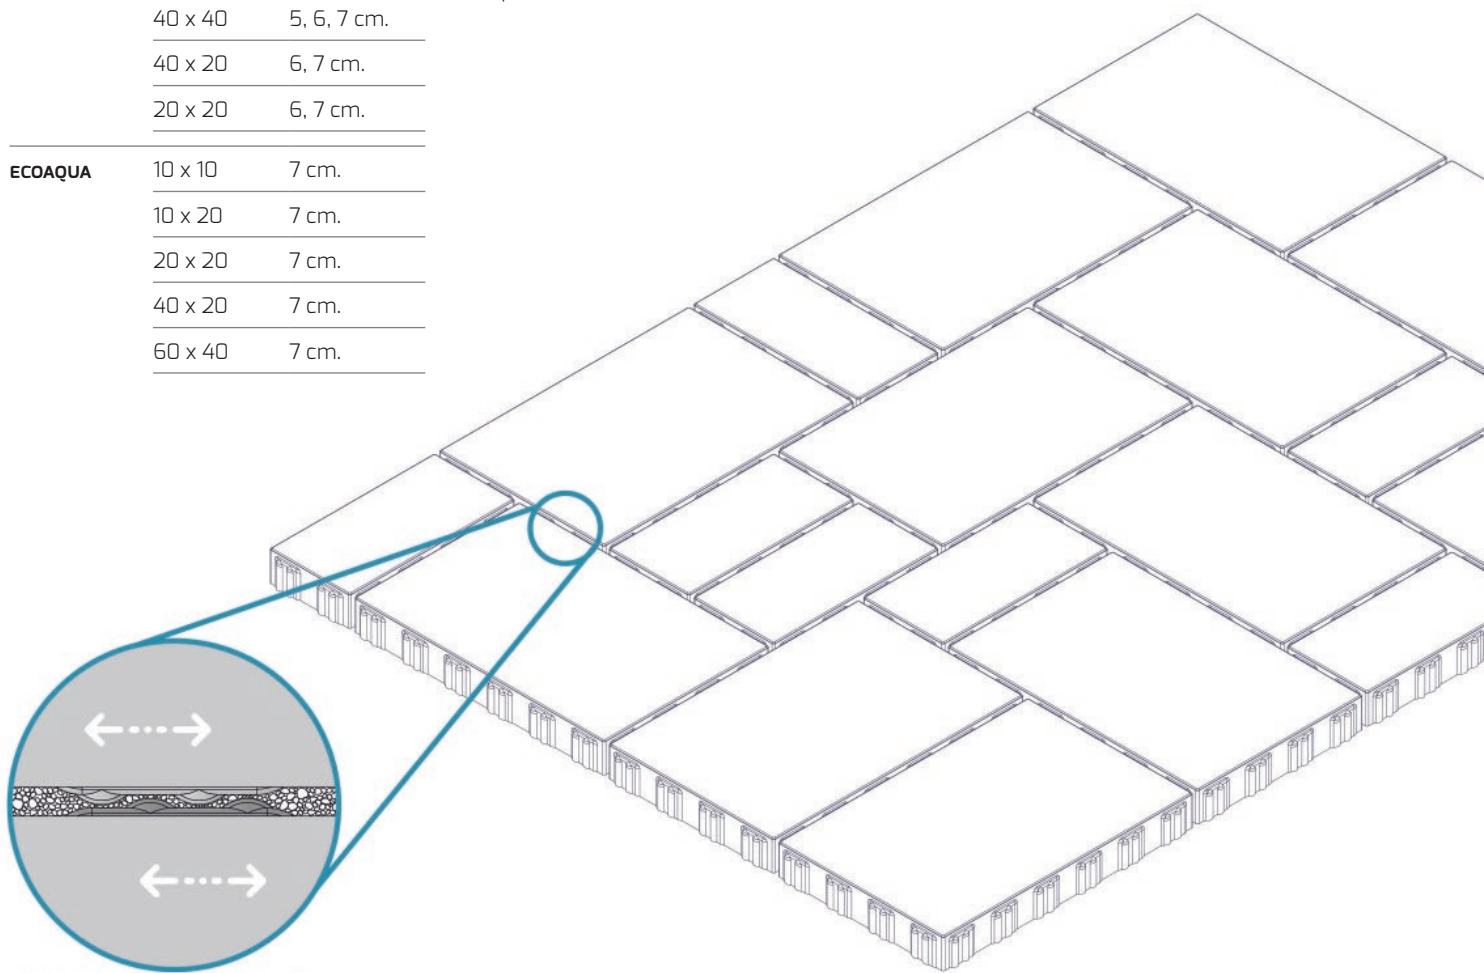 40 x 40 5, 6, 7 cm.
40 x 20 6, 7 cm.
20 x 20 6, 7 cm.
ECOAQUA 10 x 10 7 cm.
10 x 20 7 cm.
20 x 20 7 cm.
40 x 20 7 cm.
60 x 40 7 cm.